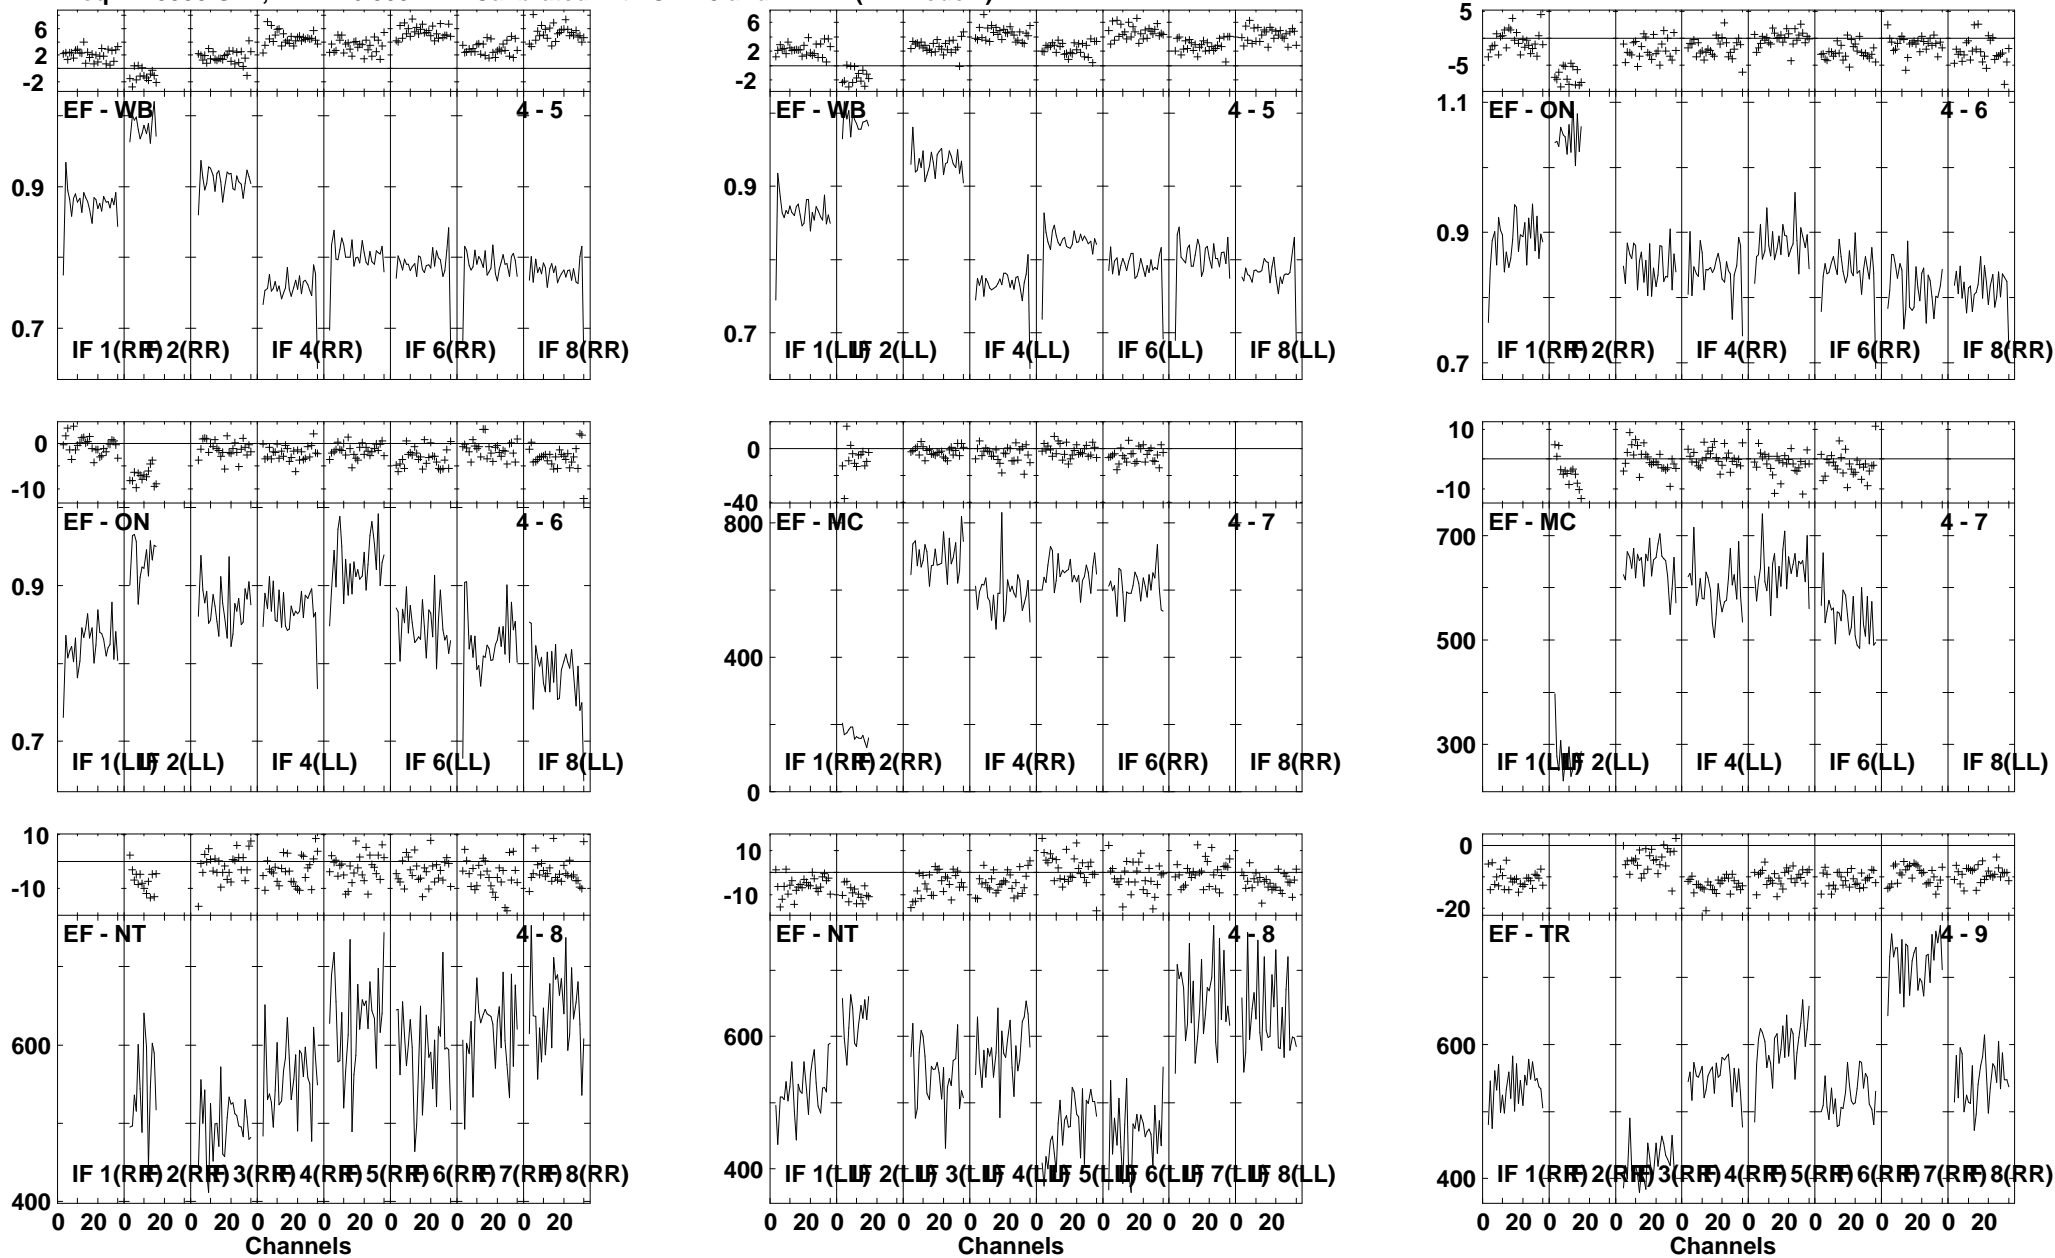 6 6 5
2 2
-2 -2 -5
EF - WB 4 - 5 EF - WB 4 - 5 1.1 EF - ON 4 - 6
0.9 0.9 0.9
0.7 0.7 0.7
IF 1(RR) IF 2(RR) IF 4(RR) IF 6(RR) IF 8(RR) IF 1(LL) IF 2(LL) IF 4(LL) IF 6(LL) IF 8(LL) IF 1(RR) IF 2(RR) IF 4(RR) IF 6(RR) IF 8(RR)
0 0 10
-10 -40 -10
EF - ON 4 - 6 800 EF - MC 4 - 7 EF - MC 4 - 7
0.9 400 700
0.7 0 500
300
IF 1(LL) IF 2(LL) IF 4(LL) IF 6(LL) IF 8(LL) IF 1(RR) IF 2(RR) IF 4(RR) IF 6(RR) IF 8(RR) IF 1(LL) IF 2(LL) IF 4(LL) IF 6(LL) IF 8(LL)
10 10 0
-10 -10 -20
EF - NT 4 - 8 EF - NT 4 - 8 EF - TR 4 - 9
600 600 600
400 400 400
IF 1(RR) IF 2(RR) IF 3(RR) IF 4(RR) IF 5(RR) IF 6(RR) IF 7(RR) IF 8(RR) IF 1(LL) IF 2(LL) IF 3(LL) IF 4(LL) IF 5(LL) IF 6(LL) IF 7(LL) IF 8(LL) IF 1(RR) IF 2(RR) IF 3(RR) IF 4(RR) IF 5(RR) IF 6(RR) IF 7(RR) IF 8(RR)
0 20 0 20 0 20 0 20 0 20 0 20 0 20 0 20 0 20 0 20 0 20 0 20 0 20 0 20 0 20 0 20 0 20 0 20 0 20 0 20 0 20 0 20 0 20 0 20
Channels Channels Channels